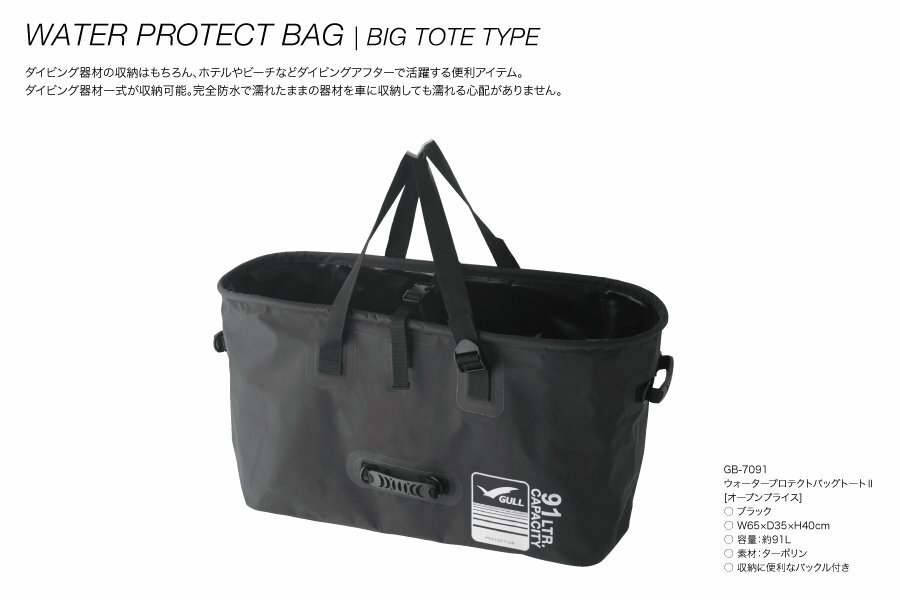 WATER PROTECT BAG | BIG TOTE TYPE
ダイビング器材の収納はもちろん、ホテルやビーチなどダイビングアフターで活躍する便利アイテム。
ダイビング器材一式が収納可能。完全防水で濡れたままの器材を車に収納しても濡れる心配がありません。
GULL
91 LTR.
CAPACITY
GB-7091
ウォータープロテクトバッグトートⅡ
[オープンプライス]
○ ブラック
○ W65×D35×H40cm
○ 容量：約91L
○ 素材：ターポリン
○ 収納に便利なバックル付き